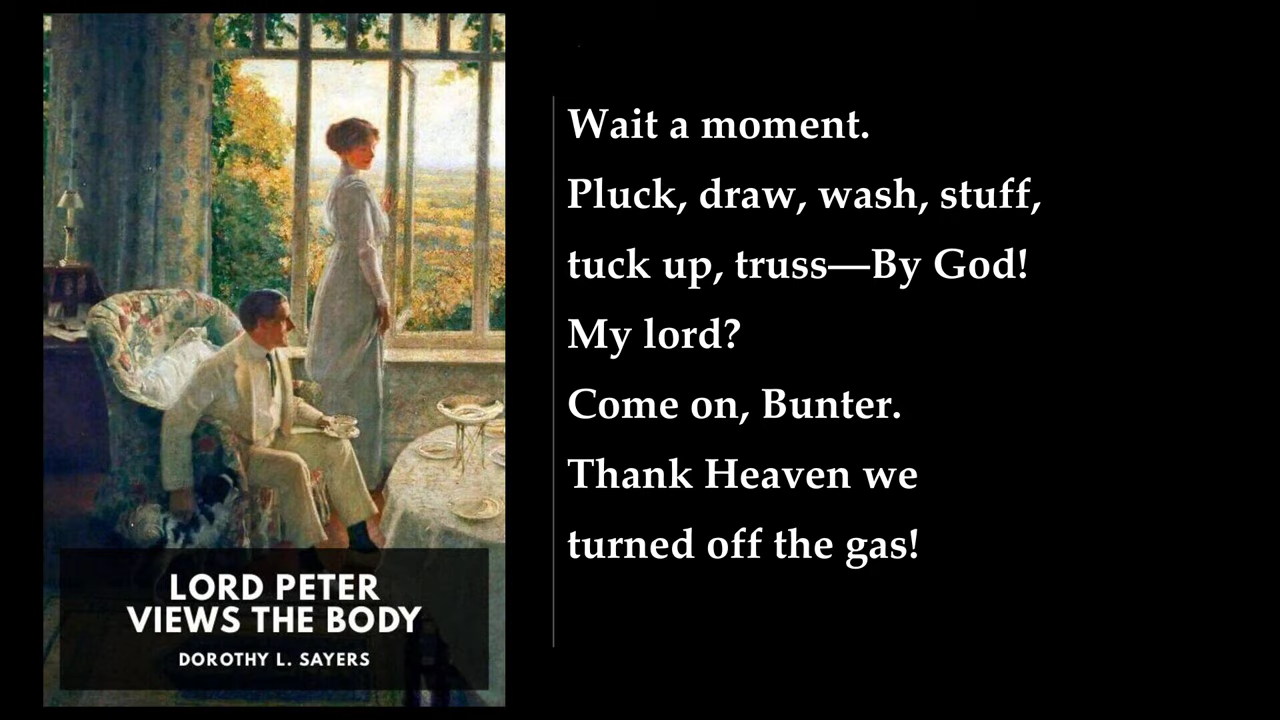 LORD PETER
VIEWS THE BODY
DOROTHY L. SAYERS
Wait a moment.
Pluck, draw, wash, stuff,
tuck up, truss—By God!
My lord?
Come on, Bunter.
Thank Heaven we
turned off the gas!